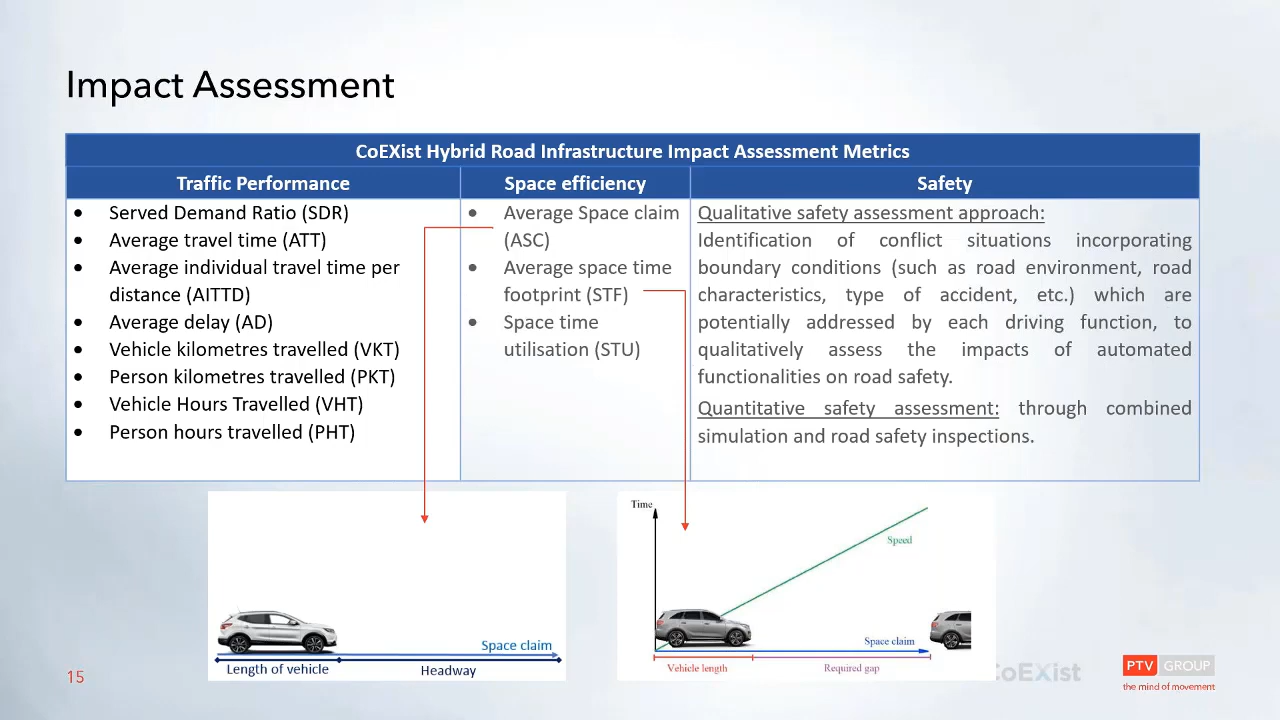 Impact Assessment
CoEXist Hybrid Road Infrastructure Impact Assessment Metrics
Traffic Performance
Space efficiency
Safety
• Served Demand Ratio (SDR)
• Average travel time (ATT)
• Average individual travel time per
distance (AITTD)
• Average delay (AD)
• Vehicle kilometres travelled (VKT)
• Person kilometres travelled (PKT)
• Vehicle Hours Travelled (VHT)
• Person hours travelled (PHT)
• Average Space claim
(ASC)
• Average space time
footprint (STF)
• Space time
utilisation (STU)
Qualitative safety assessment approach:
Identification of conflict situations incorporating
boundary conditions (such as road environment, road
characteristics, type of accident, etc.) which are
potentially addressed by each driving function, to
qualitatively assess the impacts of automated
functionalities on road safety.
Quantitative safety assessment: through combined
simulation and road safety inspections.
Space claim
Length of vehicle
Headway
Time
Speed
Space claim
Vehicle length
Required gap
15
CoEXist
PTV GROUP
the mind of movement